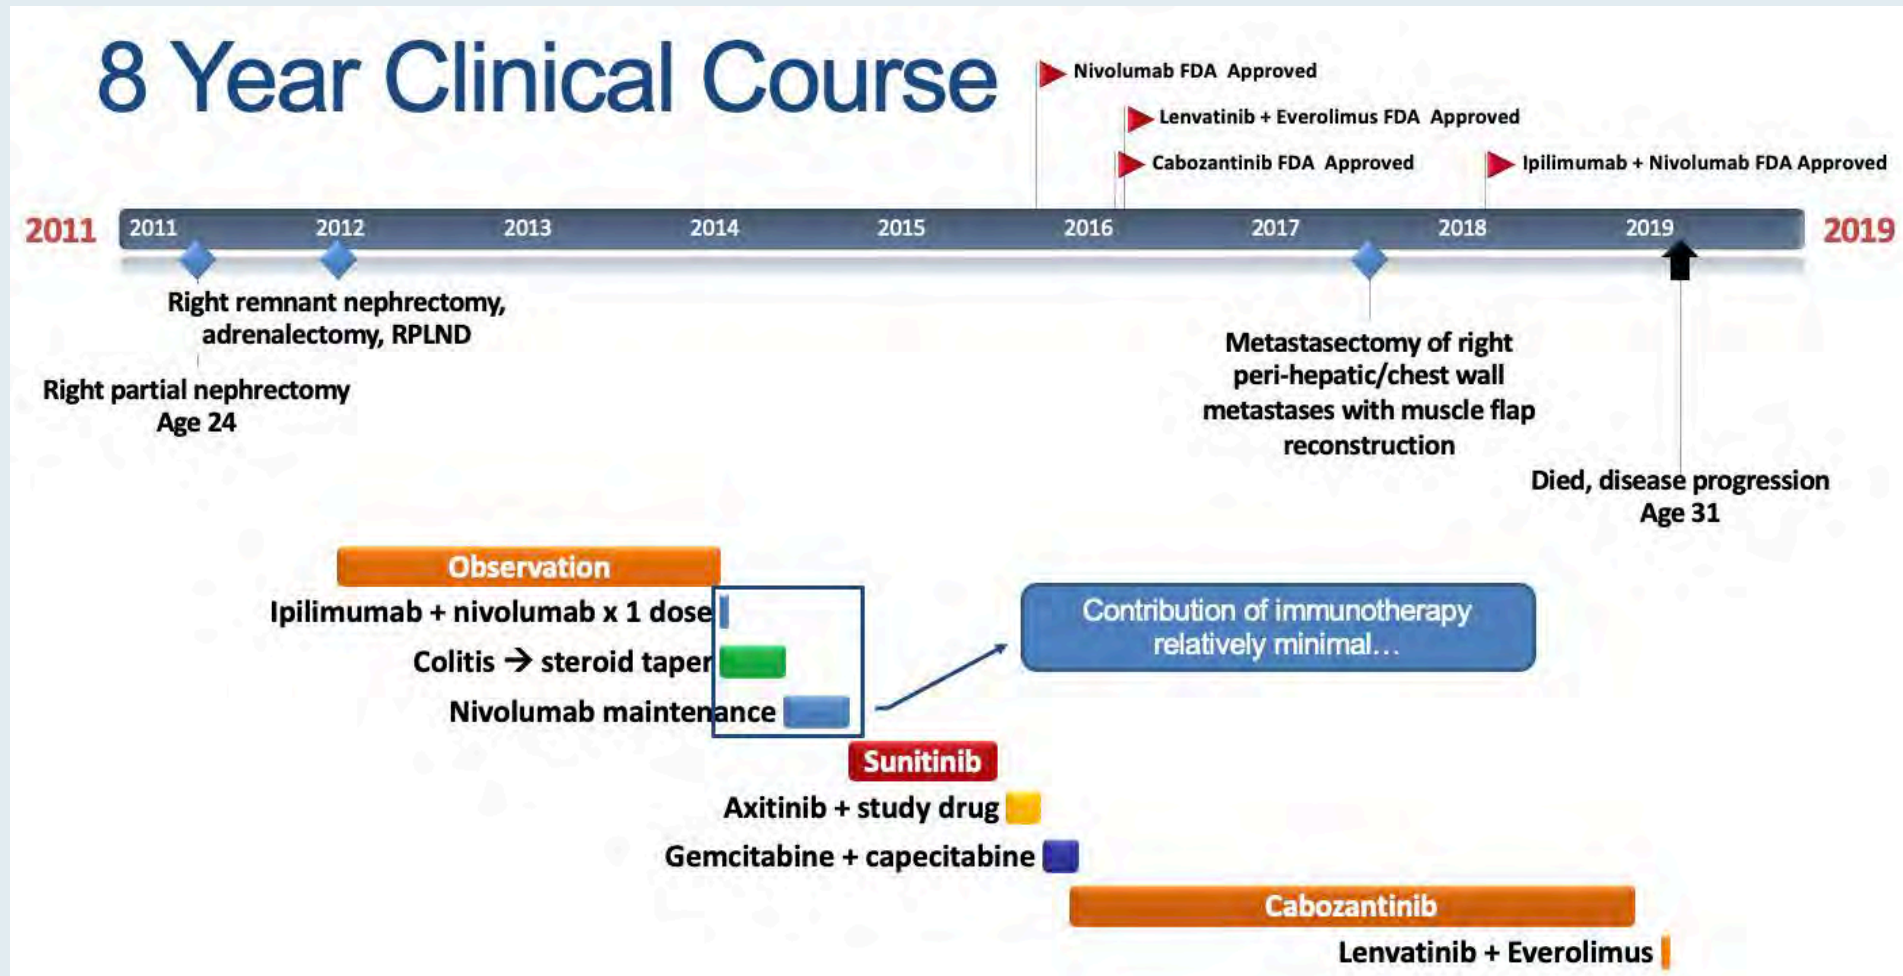 8 Year Clinical Course
Nivolumab FDA Approved
Lenvatinib + Everolimus FDA Approved
Cabozantinib FDA Approved
Ipilimumab + Nivolumab FDA Approved
2011
2011
2012
2013
2014
2015
2016
2017
2018
2019
2019
Right remnant nephrectomy,
adrenalectomy, RPLND
Right partial nephrectomy
Age 24
Metastasectomy of right
peri-hepatic/chest wall
metastases with muscle flap
reconstruction
Died, disease progression
Age 31
Observation
Ipilimumab + nivolumab x 1 dose
Colitis → steroid taper
Nivolumab maintenance
Contribution of immunotherapy
relatively minimal…
Sunitinib
Axitinib + study drug
Gemcitabine + capecitabine
Cabozantinib
Lenvatinib + Everolimus